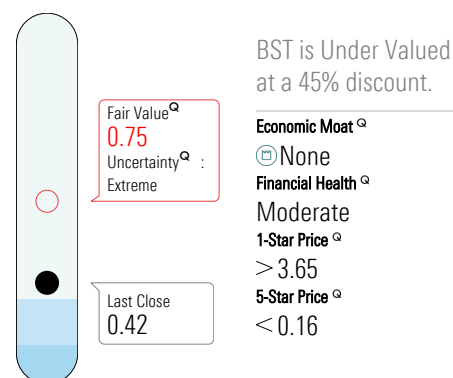 Fair Value Q
0.75
Uncertainty Q :
Extreme
Last Close
0.42
BST is Under Valued
at a 45% discount.
Economic Moat Q
None
Financial Health Q
Moderate
1-Star Price Q
>3.65
5-Star Price Q
<0.16